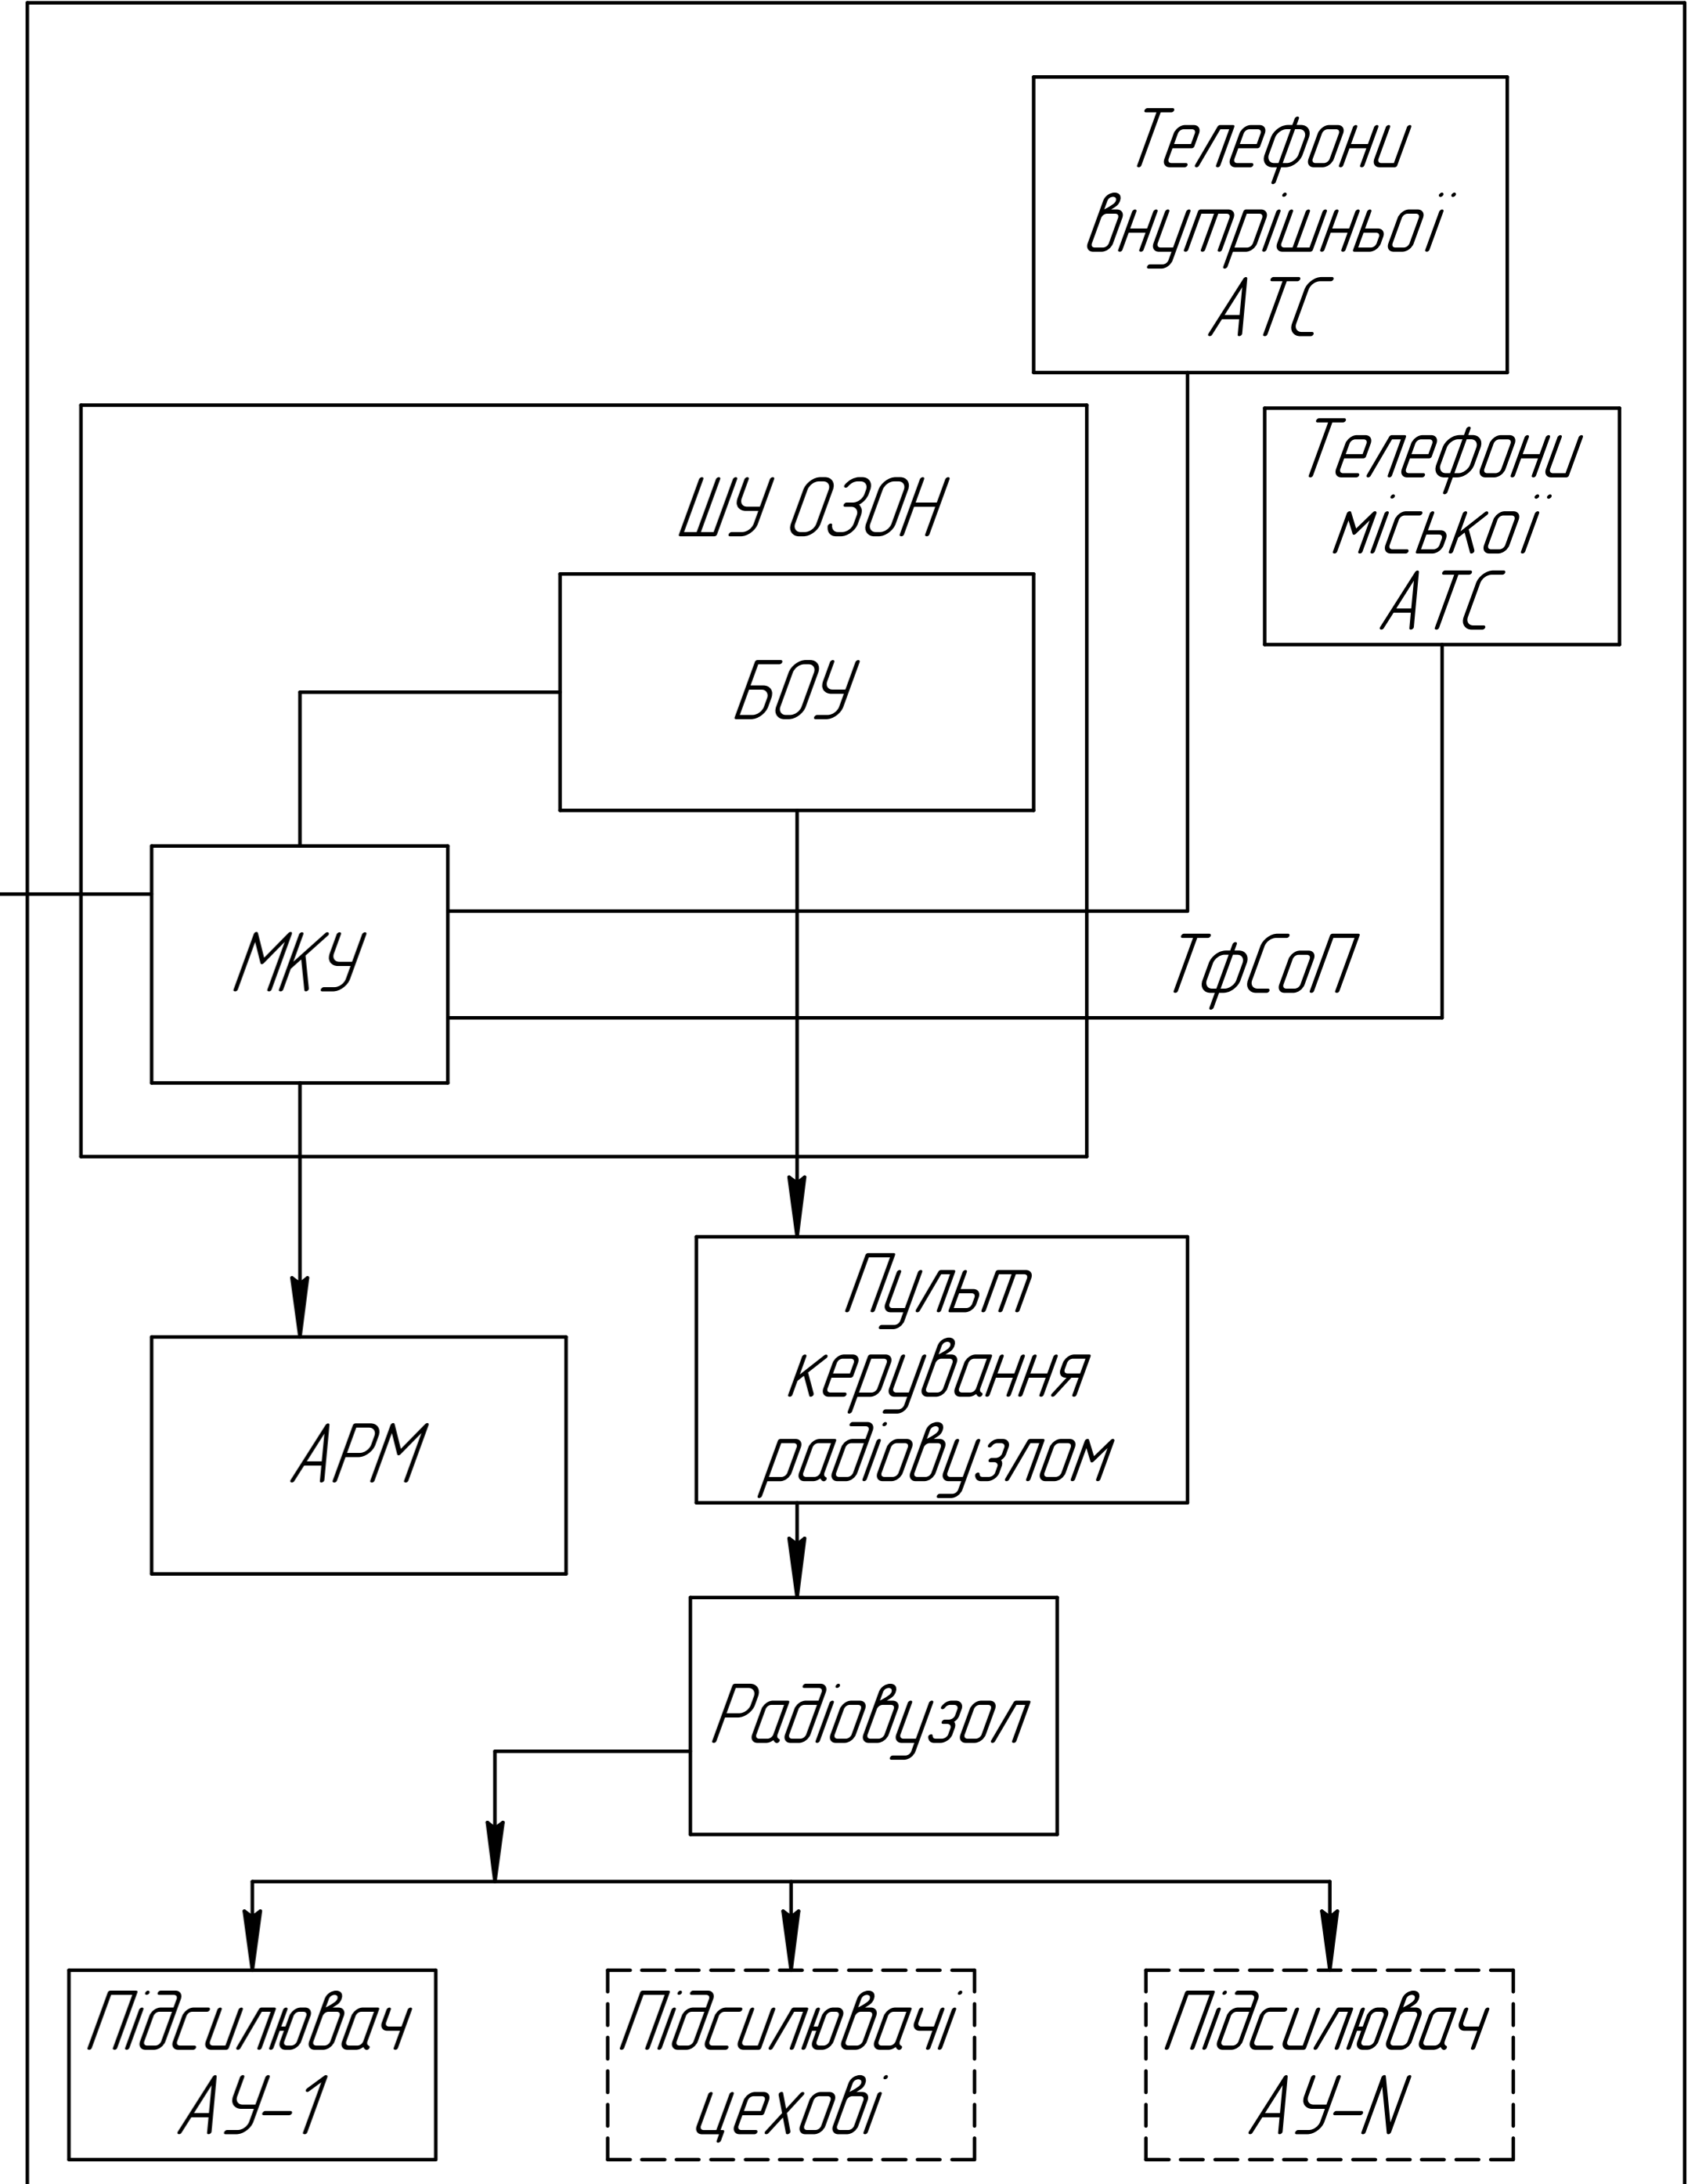 Телефони
внутрішньої
АТС
Телефони
міської
АТС
ШУ ОЗОН
БОУ
МКУ
ТфСоП
Пульт
керування
радіовузлом
АРМ
Радіовузол
Підсилювач
АУ-1
Підсилювачі
цехові
Підсилювач
АУ-N